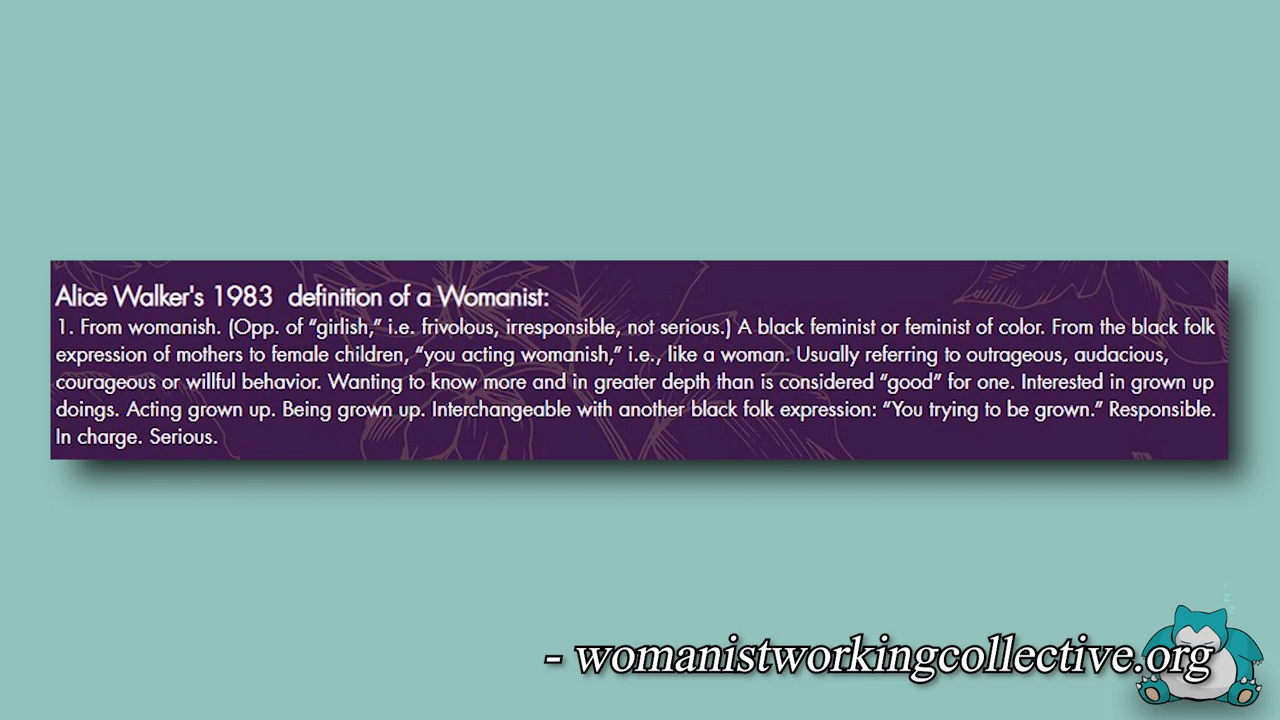 Alice Walker's 1983  definition of a Womanist:
1. From womanish. (Opp. of “girlish,” i.e. frivolous, irresponsible, not serious.) A black feminist or feminist of color. From the black folk
expression of mothers to female children, “you acting womanish,” i.e., like a woman. Usually referring to outrageous, audacious,
courageous or willful behavior. Wanting to know more and in greater depth than is considered “good” for one. Interested in grown up
doings. Acting grown up. Being grown up. Interchangeable with another black folk expression: “You trying to be grown.” Responsible.
In charge. Serious.
z
z
- womanistworkingcollective.org